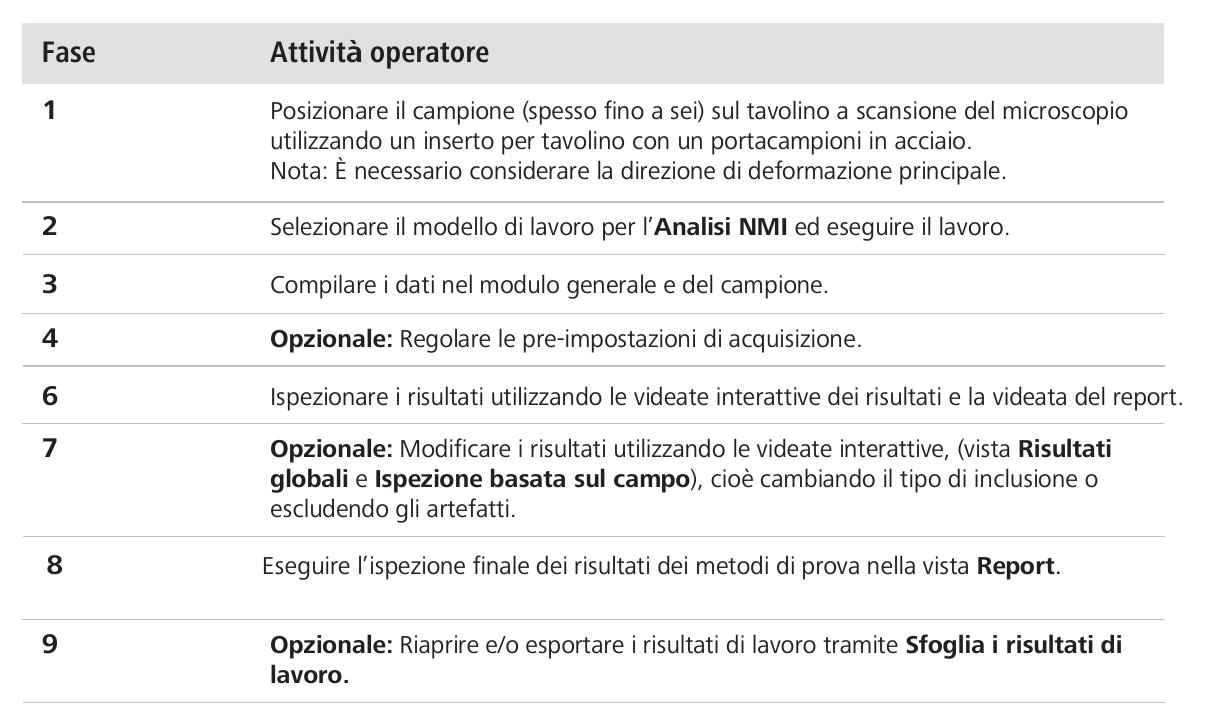 Fase Attività operatore
1 Posizionare il campione (spesso fino a sei) sul tavolino a scansione del microscopio
utilizzando un inserto per tavolino con un portacampioni in acciaio.
Nota: È necessario considerare la direzione di deformazione principale.
2 Selezionare il modello di lavoro per l’Analisi NMI ed eseguire il lavoro.
3 Compilare i dati nel modulo generale e del campione.
4 Opzionale: Regolare le pre-impostazioni di acquisizione.
6 Ispezionare i risultati utilizzando le videate interattive dei risultati e la videata del report.
7 Opzionale: Modificare i risultati utilizzando le videate interattive, (vista Risultati
globali e Ispezione basata sul campo), cioè cambiando il tipo di inclusione o
escludendo gli artefatti.
8 Eseguire l’ispezione finale dei risultati dei metodi di prova nella vista Report.
9 Opzionale: Riaprire e/o esportare i risultati di lavoro tramite Sfoglia i risultati di
lavoro.